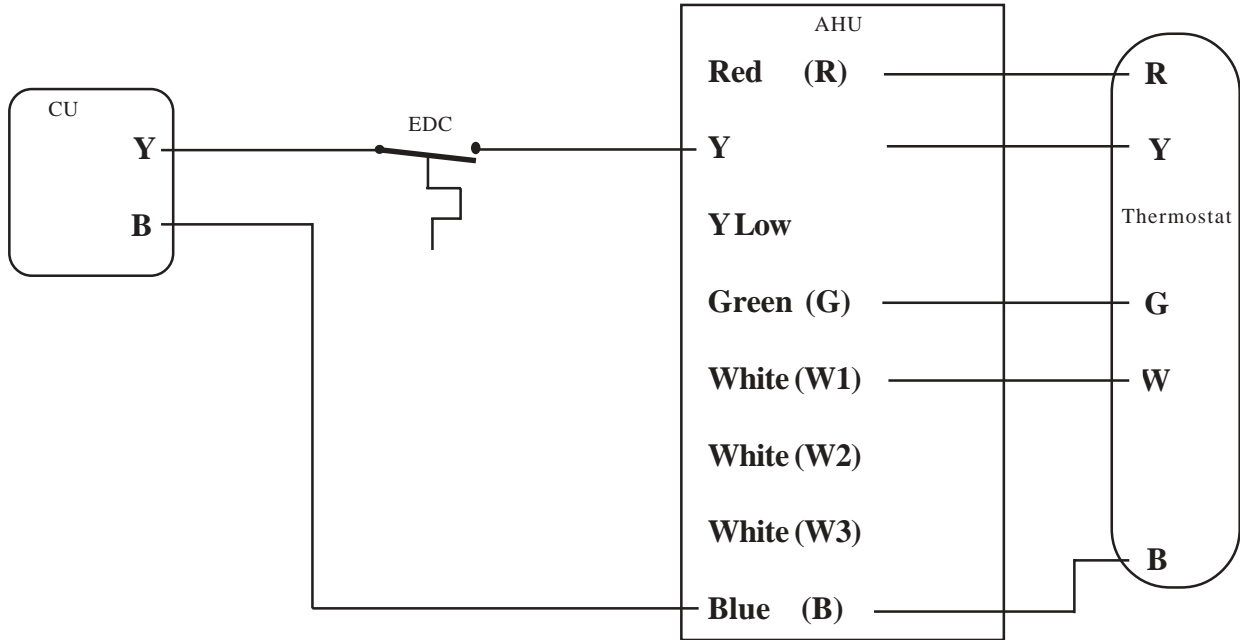 AHU
CU
EDC
Y
B
Red (R)
Y
Y Low
Green (G)
White (W1)
White (W2)
White (W3)
Blue (B)
R
Y
Thermostat
G
W
B